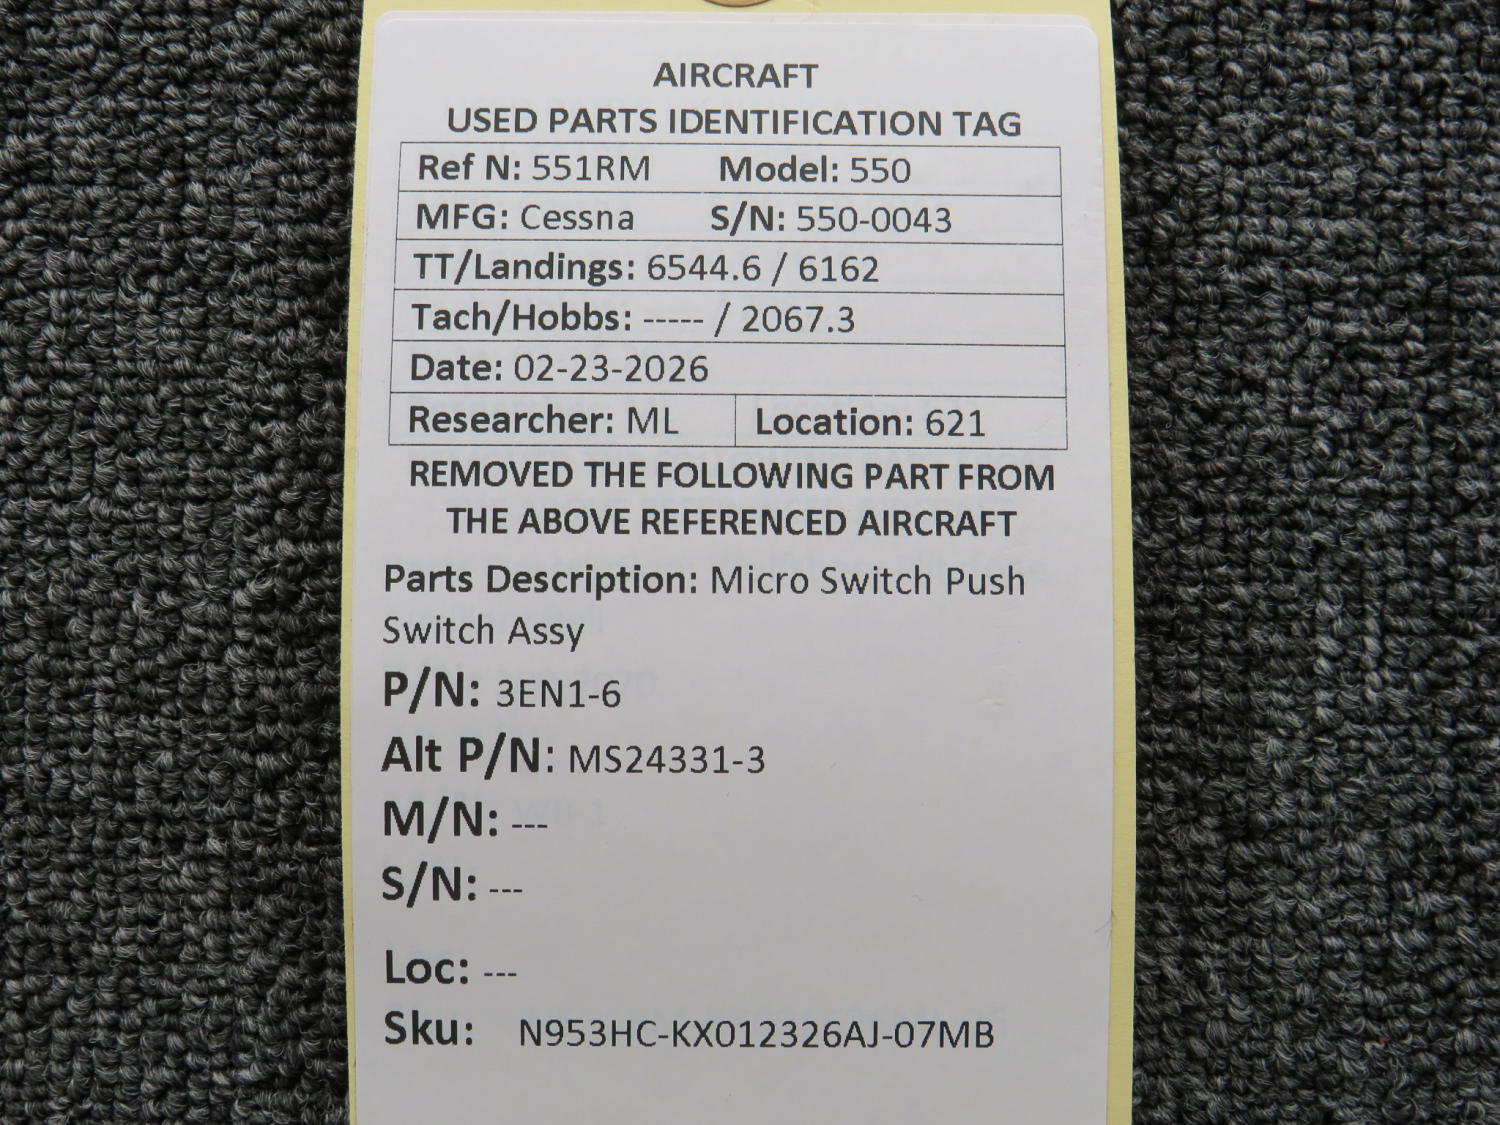 AIRCRAFT
USED PARTS IDENTIFICATION TAG
Ref N: 551RM Model: 550
MFG: Cessna S/N: 550-0043
TT/Landings: 6544.6 / 6162
Tach/Hobbs: ----- / 2067.3
Date: 02-23-2026
Researcher: ML Location: 621
REMOVED THE FOLLOWING PART FROM
THE ABOVE REFERENCED AIRCRAFT
Parts Description: Micro Switch Push
Switch Assy
P/N: 3EN1-6
Alt P/N: MS24331-3
M/N: ---
S/N: ---
Loc: ---
Sku: N953HC-KX012326AJ-07MB